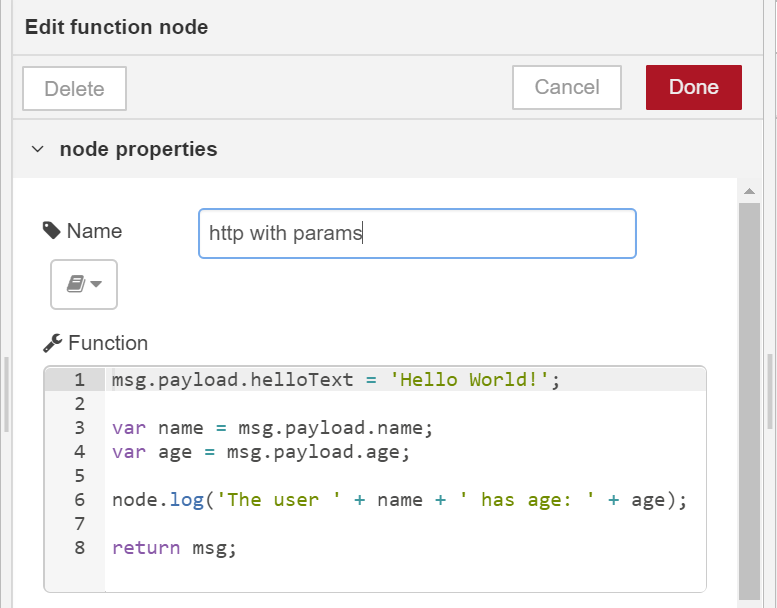 Edit function node
Delete
Cancel
Done
node properties
Name
http with params
Function
1 msg.payload.helloText = 'Hello World!';
2
3 var name = msg.payload.name;
4 var age = msg.payload.age;
5
6 node.log('The user ' + name + ' has age: ' + age);
7
8 return msg;